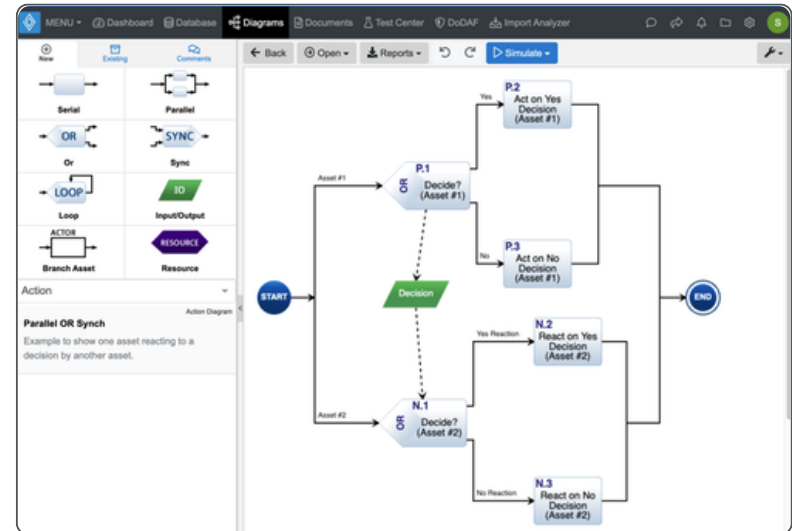 MENU
Dashboard
Database
Diagrams
Documents
Test Center
DoDAF
Import Analyzer
S
New
Existing
Comments
Back
Open
Reports
Simulate
Serial
Parallel
OR
Or
SYNC
Sync
LOOP
Loop
IO
Input/Output
ACTOR
Branch Asset
RESOURCE
Resource
Action
Action Diagram
Parallel OR Synch
Example to show one asset reacting to a
decision by another asset.
START
Asset #1
OR
P.1
Decide?
(Asset #1)
Yes
P.2
Act on Yes
Decision
(Asset #1)
No
P.3
Act on No
Decision
(Asset #1)
Decision
END
Asset #2
OR
N.1
Decide?
(Asset #2)
Yes Reaction
N.2
React on Yes
Decision
(Asset #2)
No Reaction
N.3
React on No
Decision
(Asset #2)